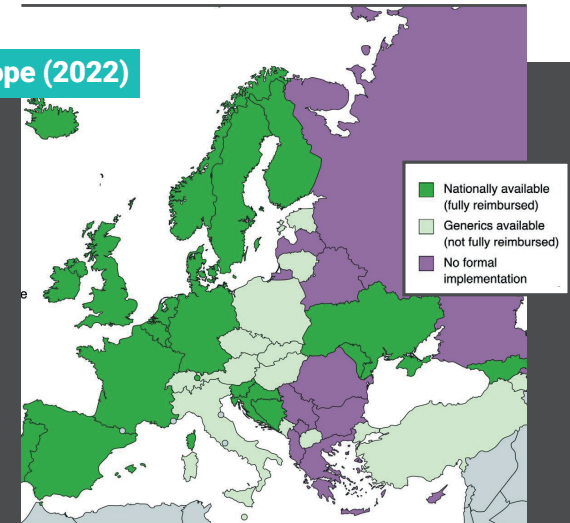 ope (2022)
Nationally available
(fully reimbursed)
Generics available
(not fully reimbursed)
No formal
implementation
e